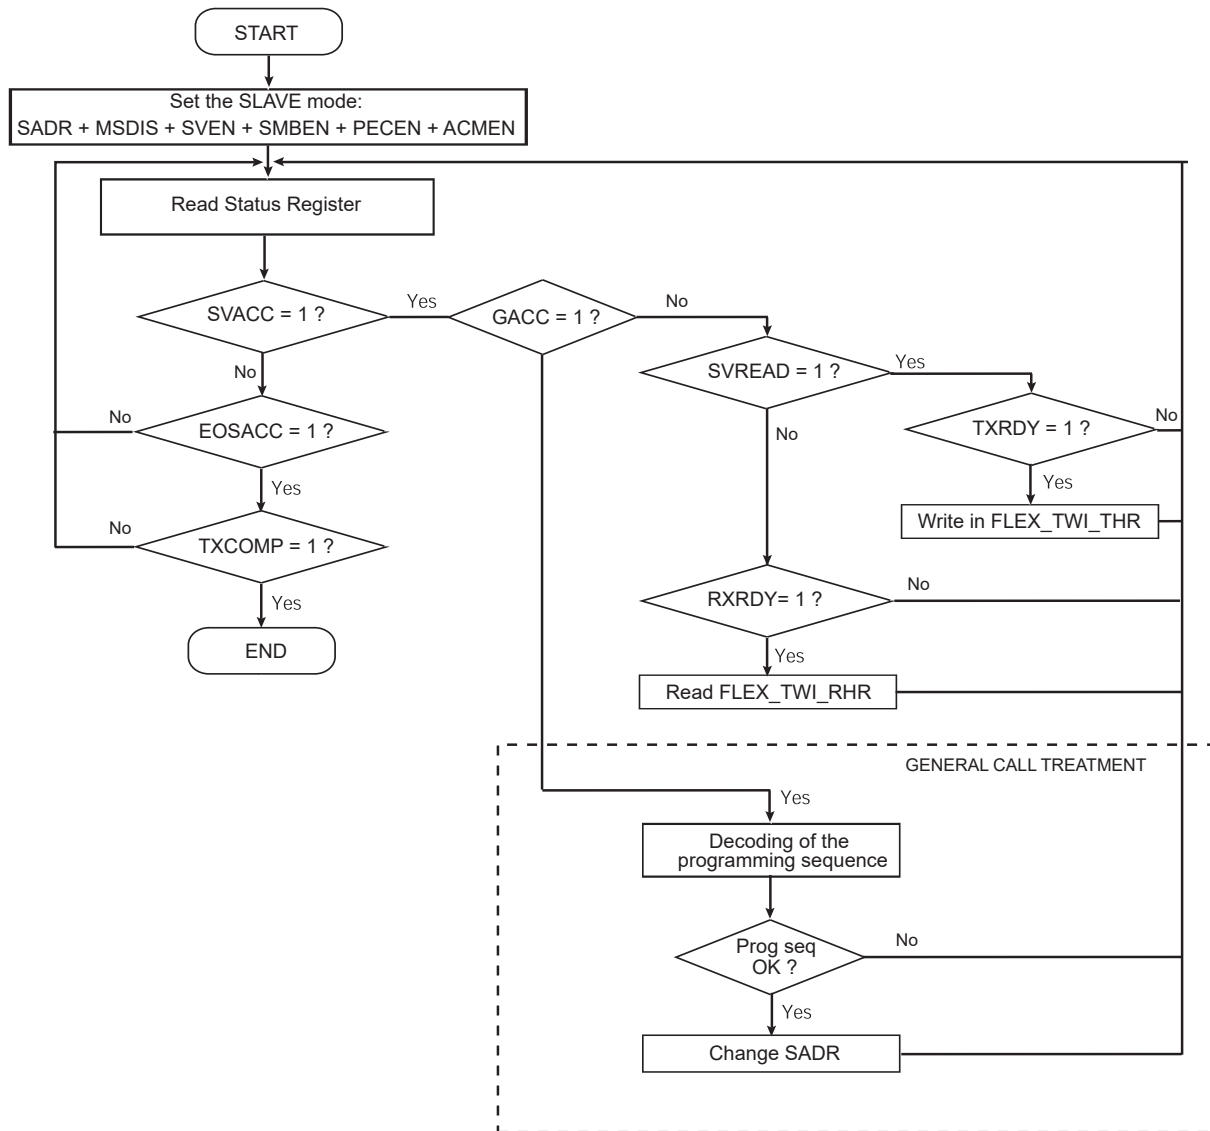 START
Set the SLAVE mode:
SADR + MSDIS + SVEN + SMBEN + PECEN + ACMEN
Read Status Register
SVACC = 1 ?
Yes
GACC = 1 ?
No
SVREAD = 1 ?
Yes
No
No
EOSACC = 1 ?
No
TXRDY = 1 ?
No
Yes
Yes
Write in FLEX_TWI_THR
No
TXCOMP = 1 ?
Yes
RXRDY= 1 ?
No
END
Yes
Read FLEX_TWI_RHR
GENERAL CALL TREATMENT
Yes
Decoding of the
programming sequence
Prog seq
OK ?
No
Yes
Change SADR